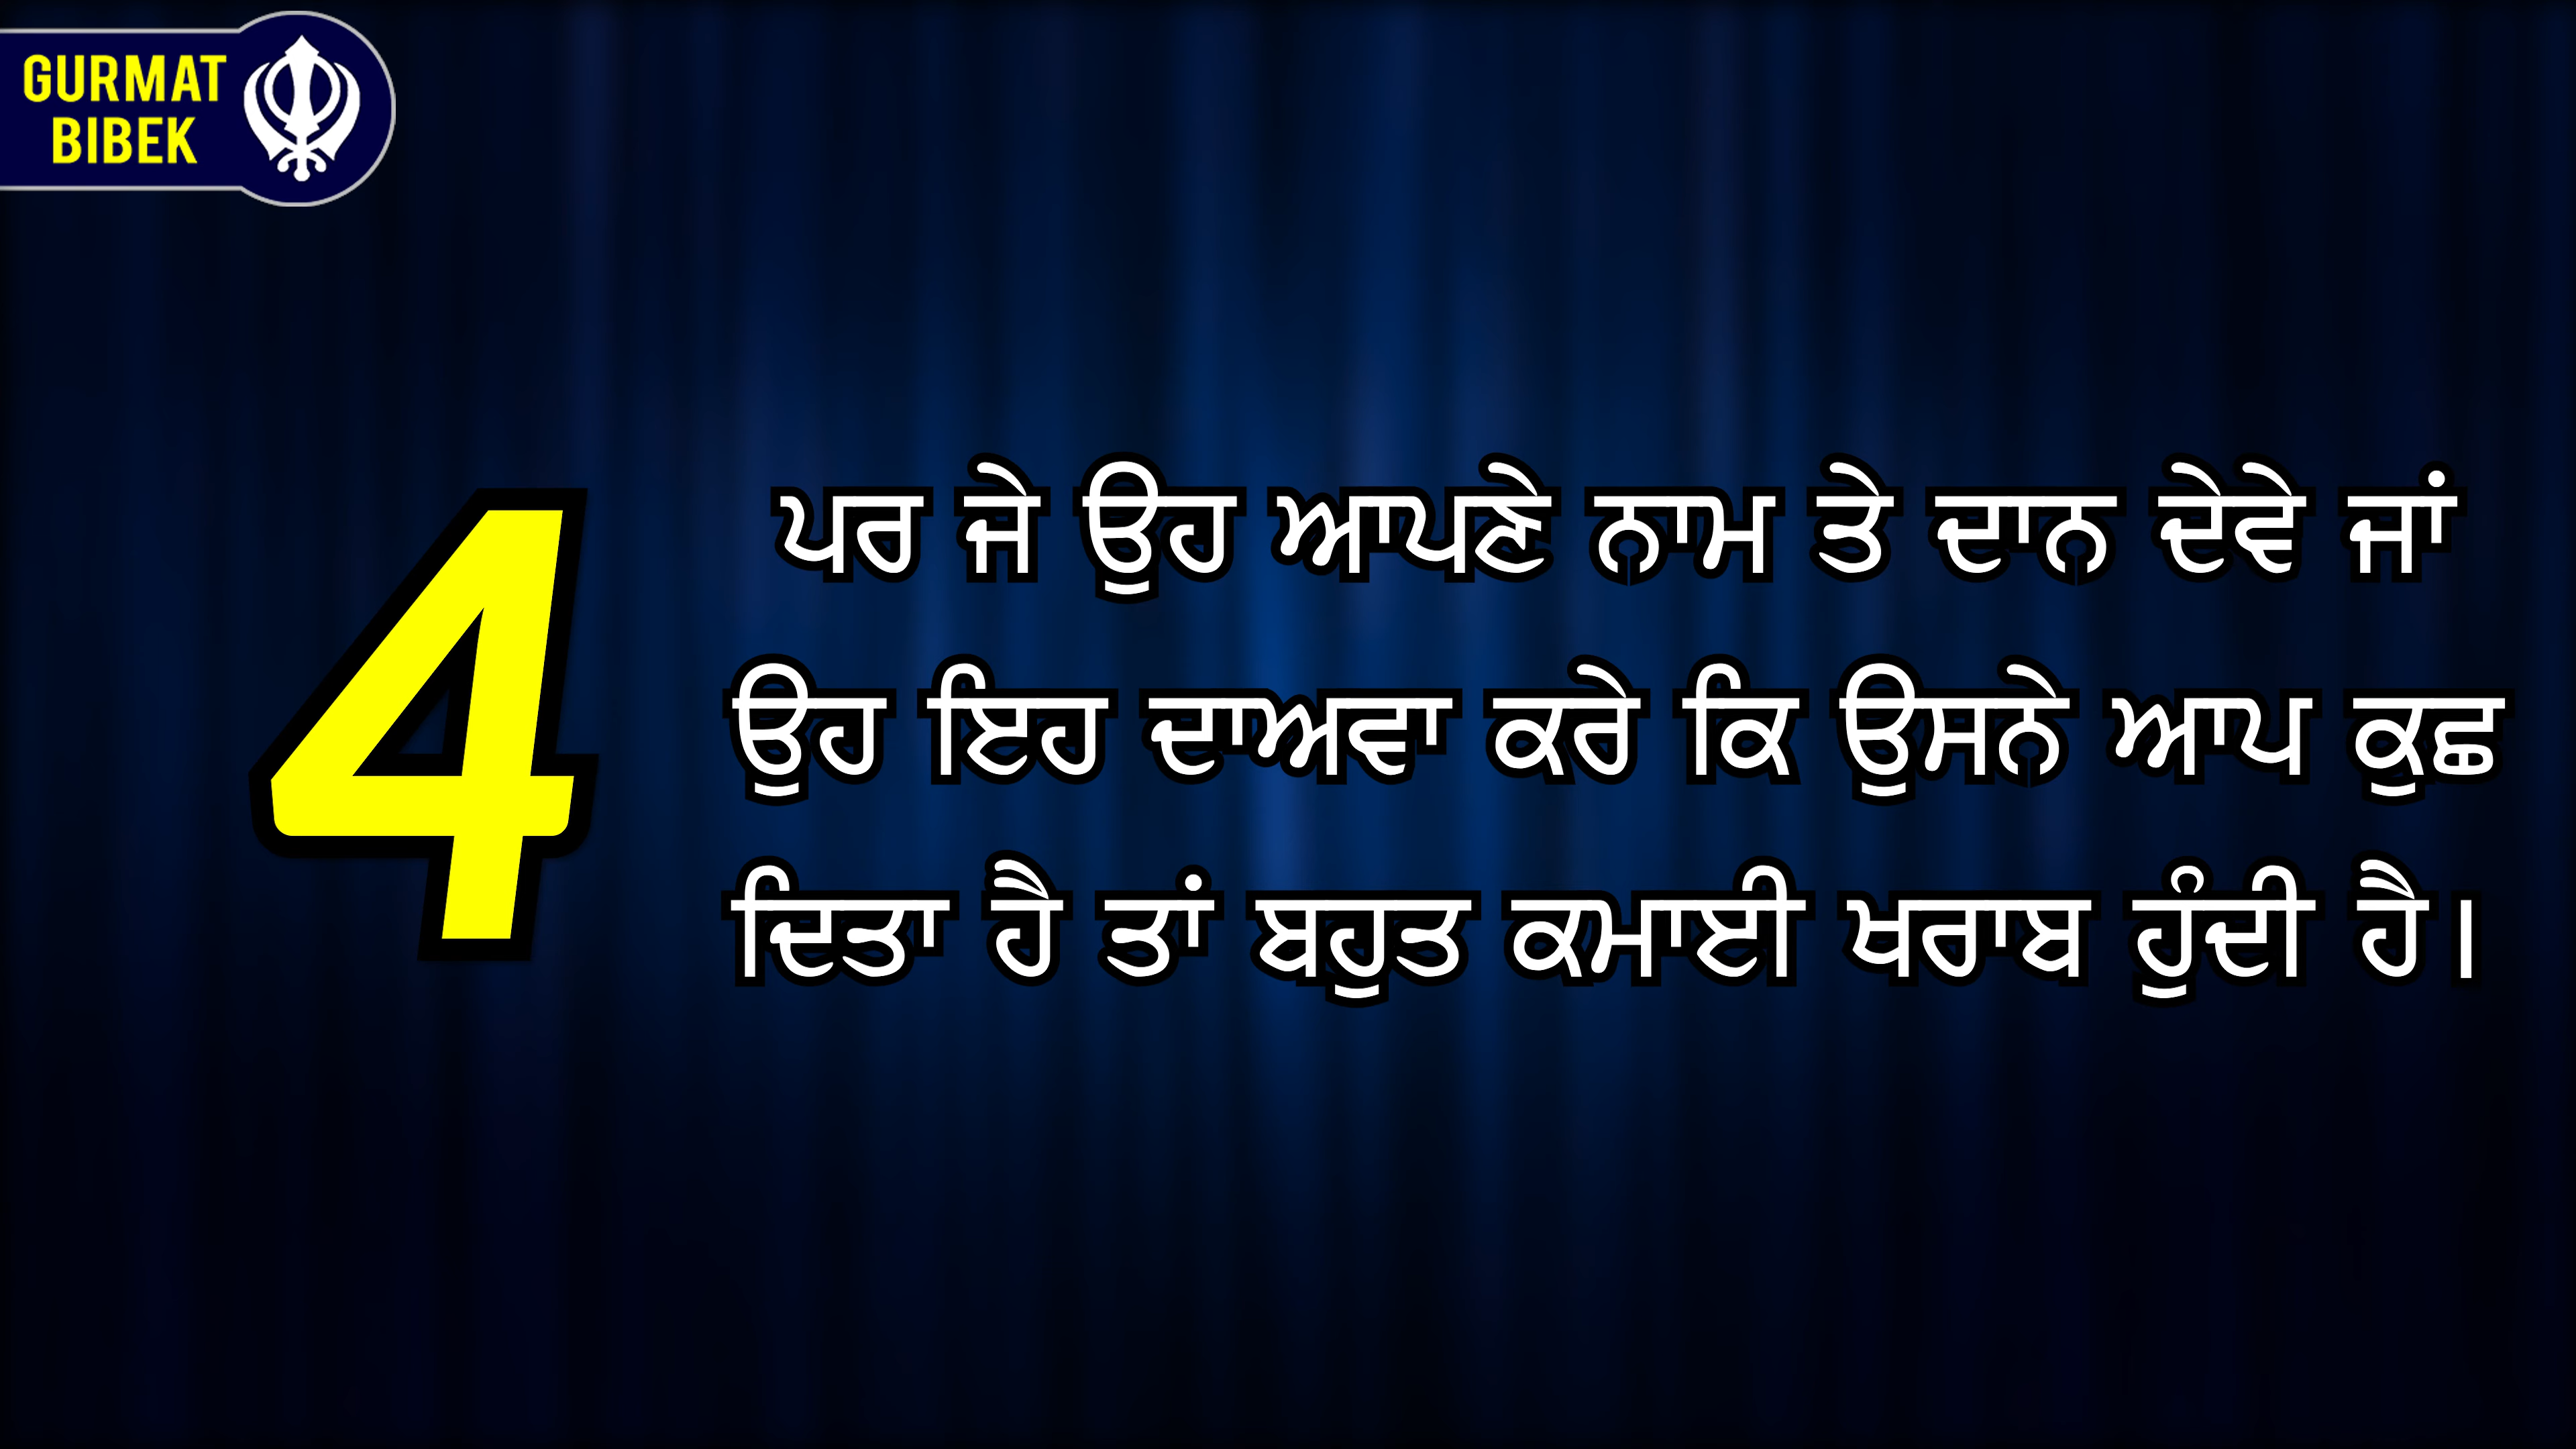 GURMAT
BIBEK
4
ਪਰ ਜੇ ਉਹ ਆਪਣੇ ਨਾਮ ਤੇ ਦਾਨ ਦੇਵੇ ਜਾਂ
ਉਹ ਇਹ ਦਾਅਵਾ ਕਰੇ ਕਿ ਉਸਨੇ ਆਪ ਕੁਛ
ਦਿਤਾ ਹੈ ਤਾਂ ਬਹੁਤ ਕਮਾਈ ਖਰਾਬ ਹੁੰਦੀ ਹੈ।